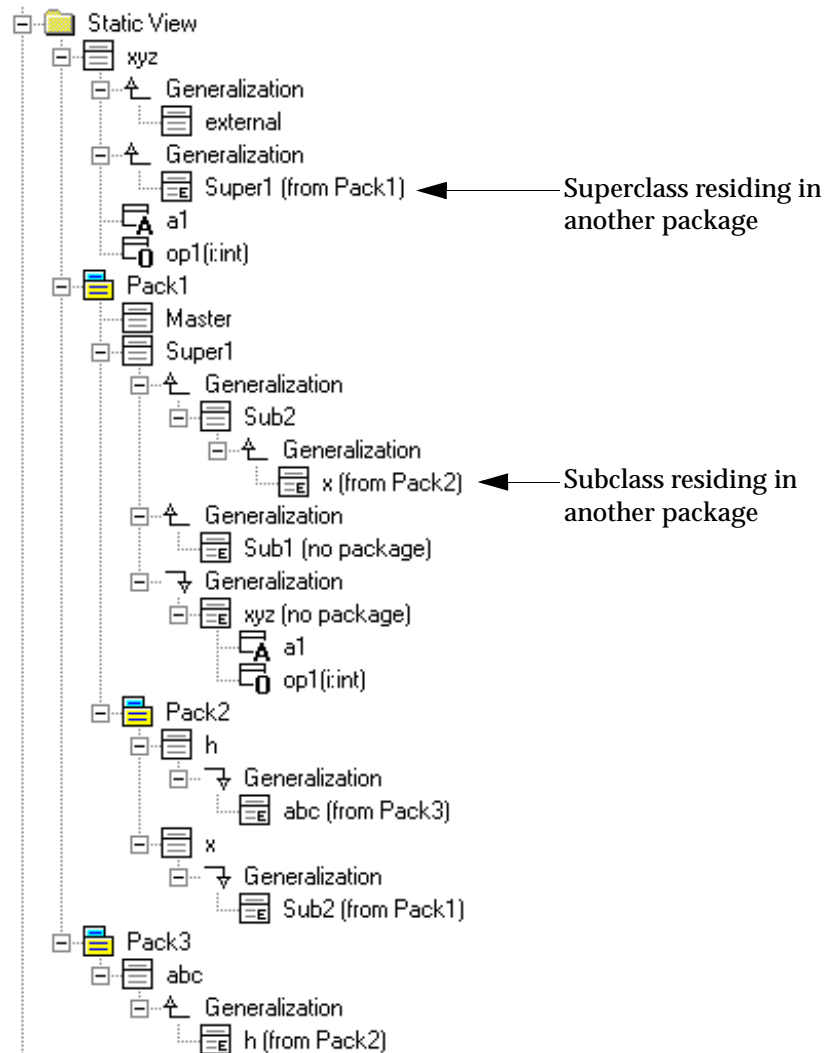 Static View
xyz
Generalization
external
Generalization
Super1 (from Pack1)
Superclass residing in
another package
a1
op1(i:int)
Pack1
Master
Super1
Generalization
Sub2
Generalization
x (from Pack2)
Subclass residing in
another package
Generalization
Sub1 (no package)
Generalization
xyz (no package)
a1
op1(i:int)
Pack2
h
Generalization
abc (from Pack3)
x
Generalization
Sub2 (from Pack1)
Pack3
abc
Generalization
h (from Pack2)